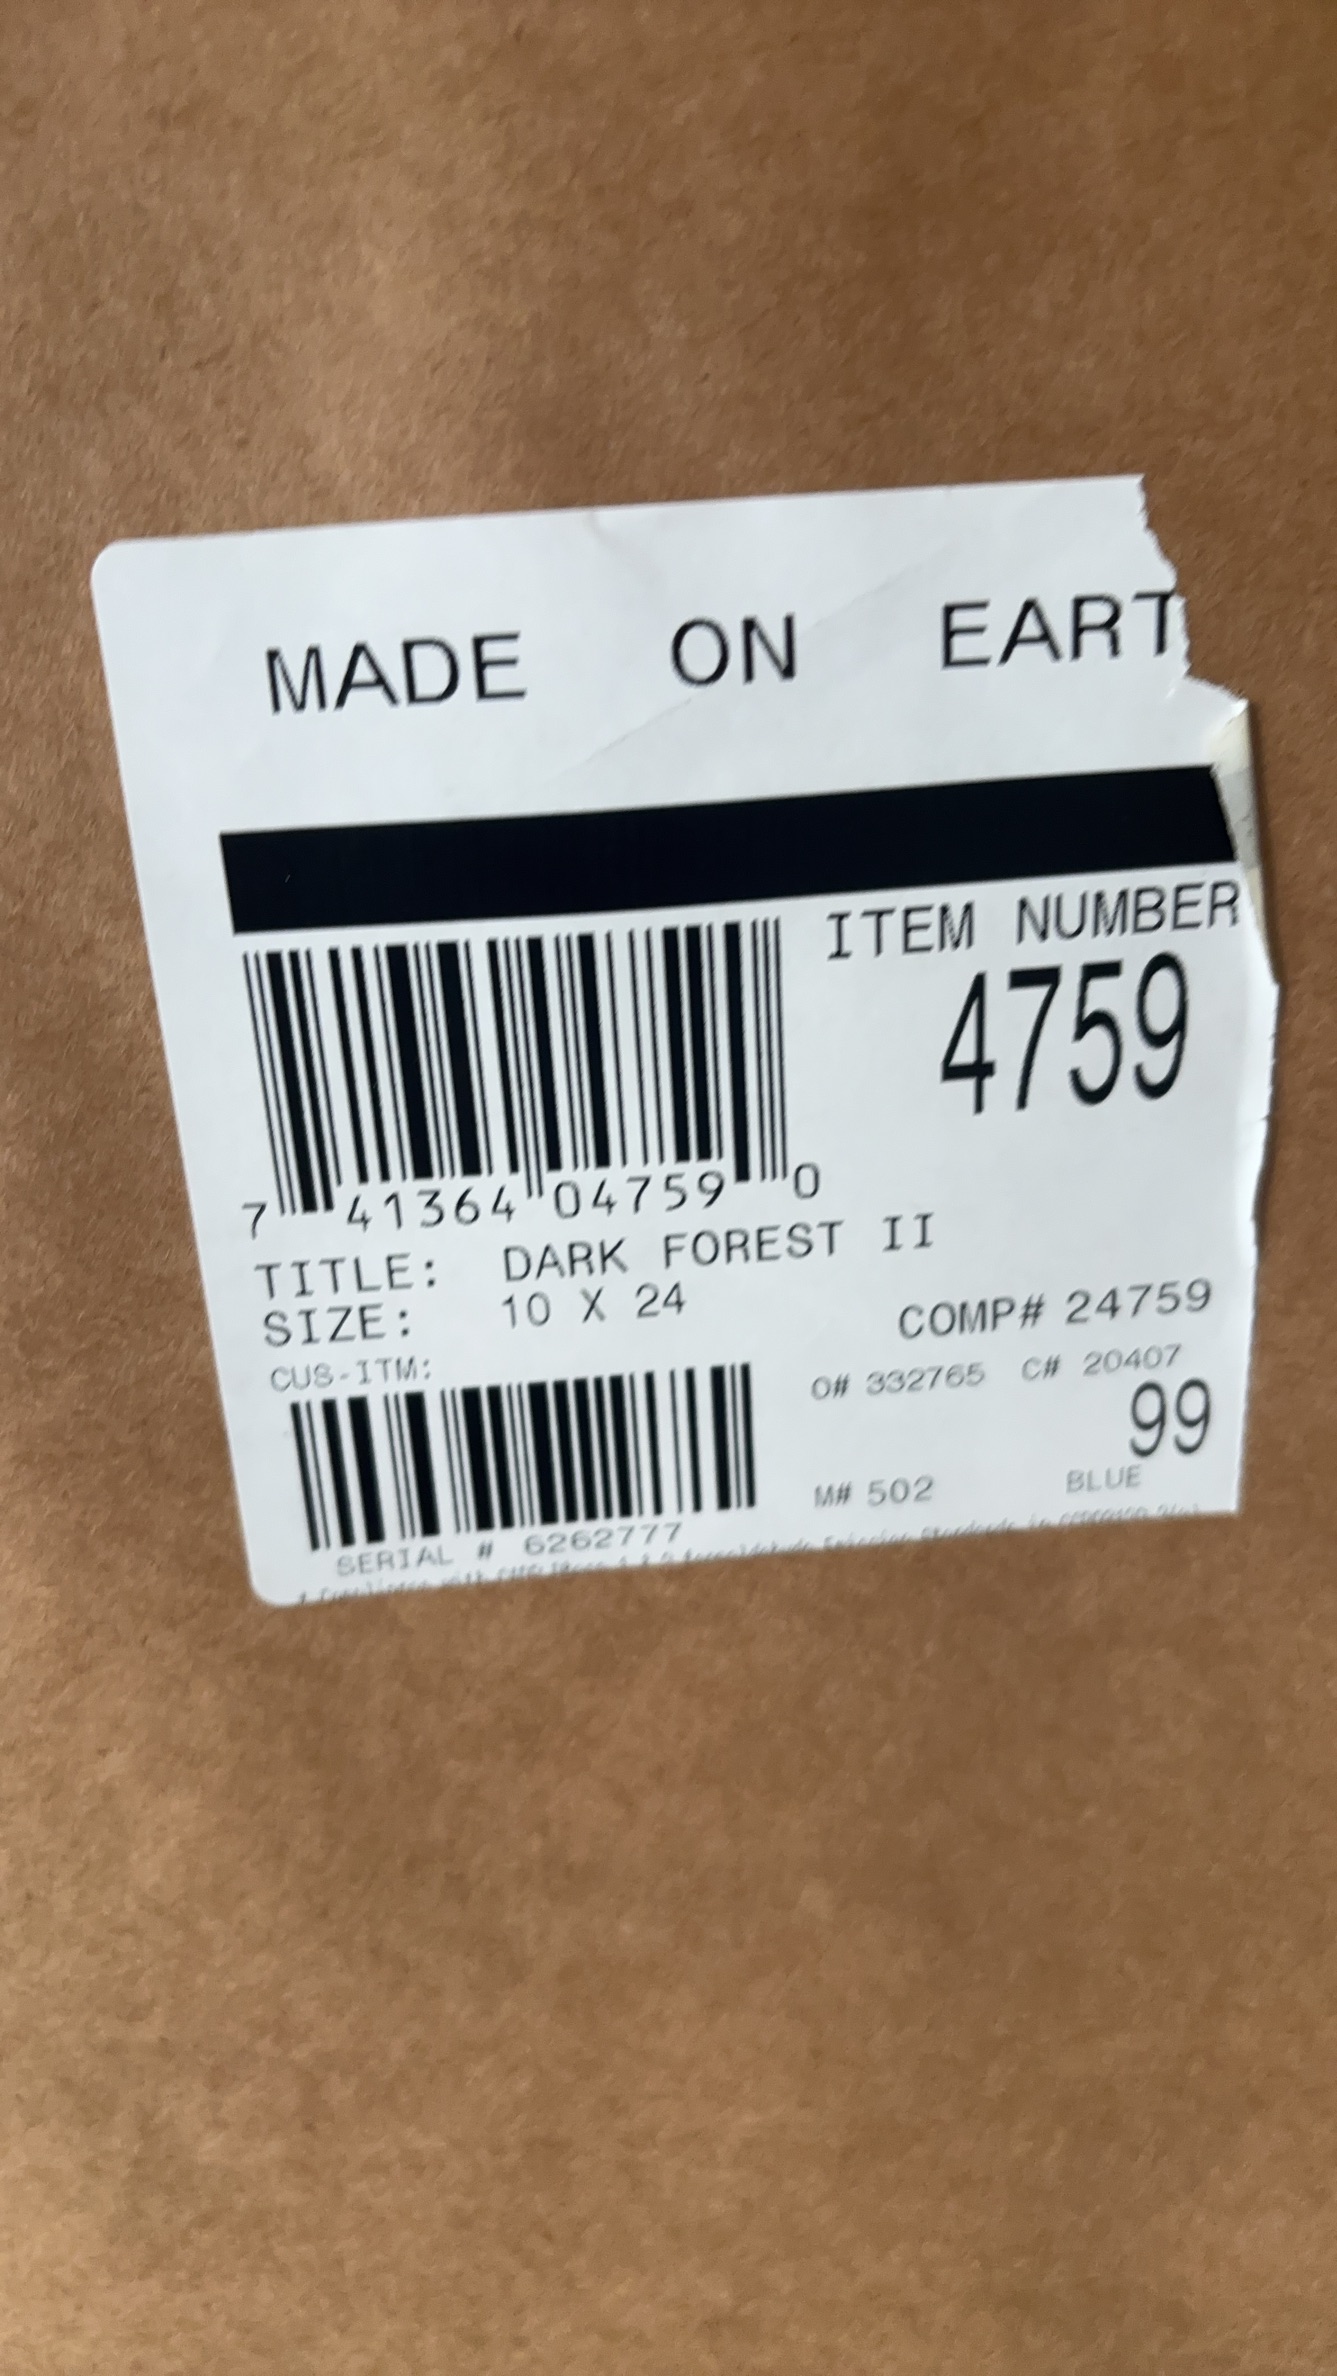 MADE ON EART
ITEM NUMBER
4759
7 41364 04759 0
TITLE: DARK FOREST II
SIZE: 10 X 24
COMP# 24759
CUS-ITM:
O# 332765 C# 20407
99
M# 502 BLUE
SERIAL # 6262777